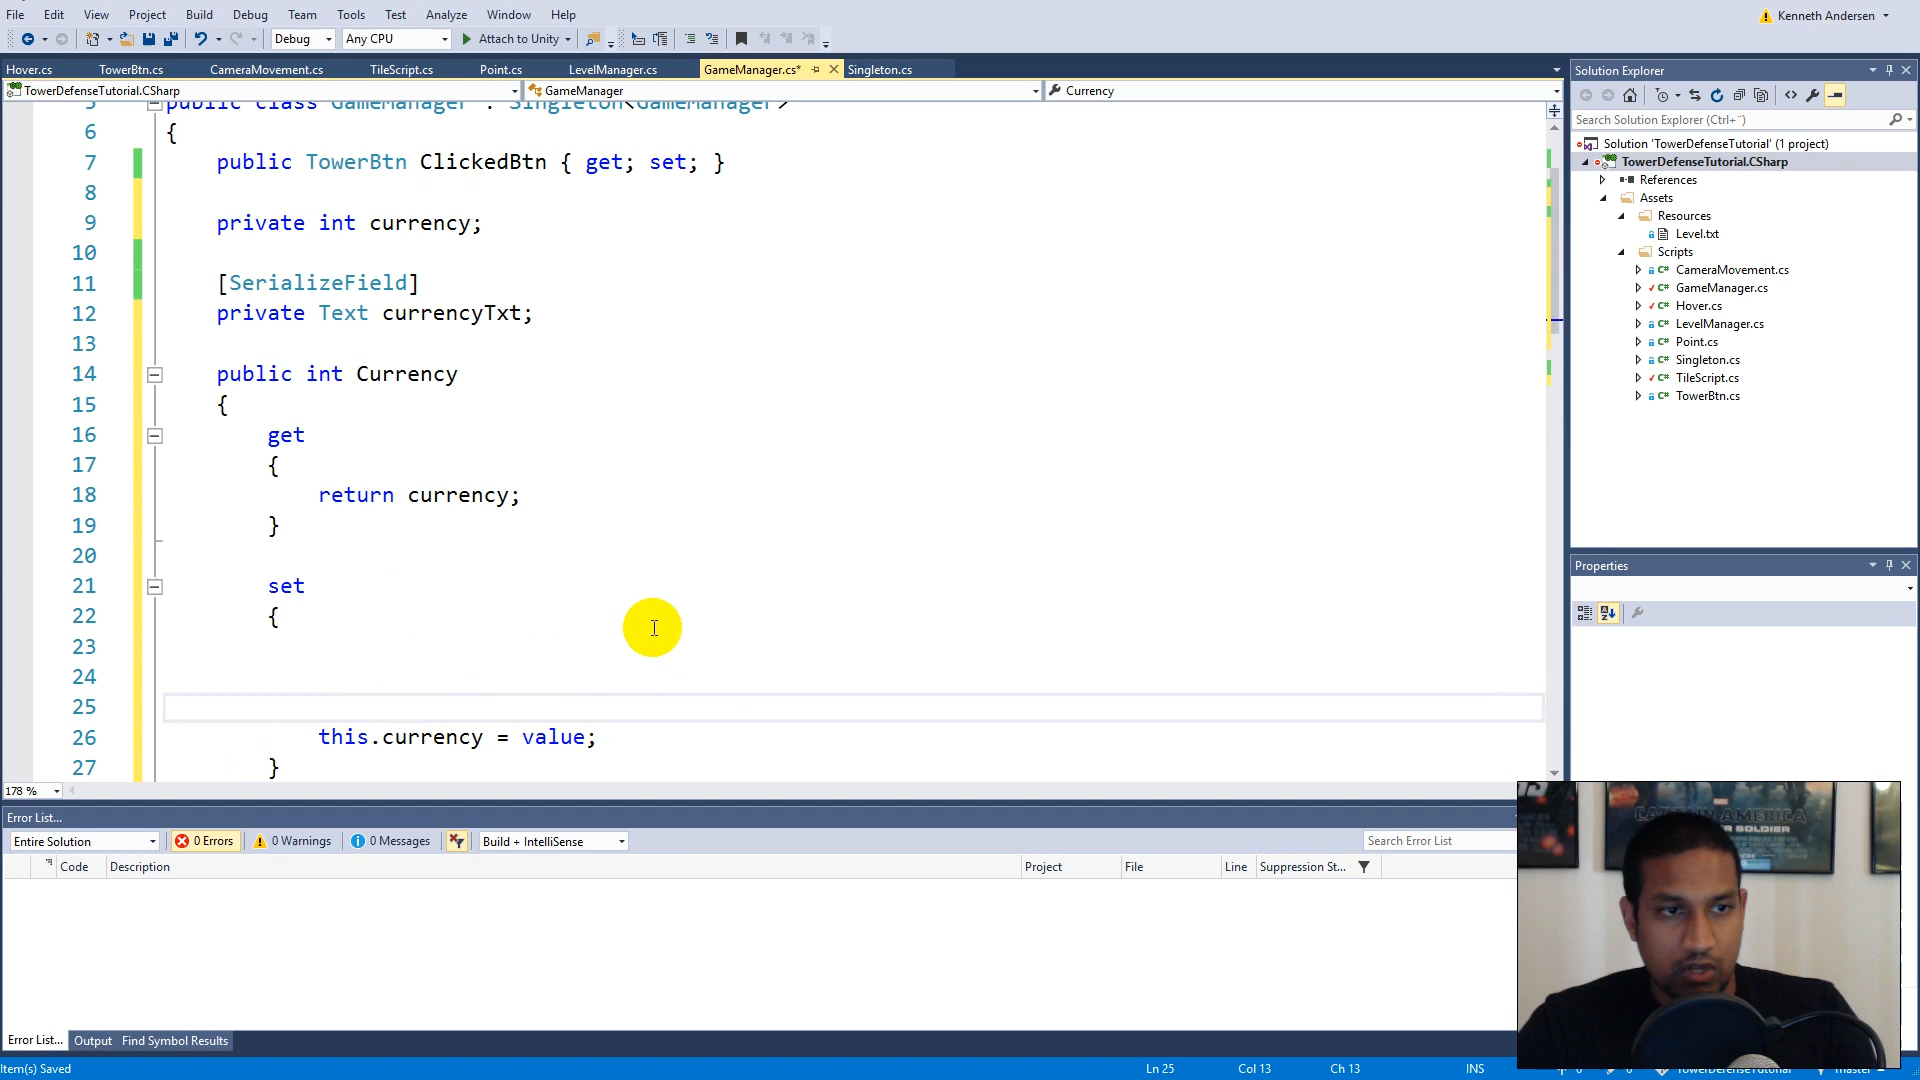 File Edit View Project Build Debug Team Tools Test Analyze Window Help
Kenneth Andersen
Debug Any CPU Attach to Unity
Hover.cs TowerBtn.cs CameraMovement.cs TileScript.cs Point.cs LevelManager.cs GameManager.cs* Singleton.cs
TowerDefenseTutorial.CSharp GameManager Currency
5 public class GameManager : Singleton<GameManager>
6 {
7 public TowerBtn ClickedBtn { get; set; }
8
9 private int currency;
10
11 [SerializeField]
12 private Text currencyTxt;
13
14 public int Currency
15 {
16 get
17 {
18 return currency;
19 }
20
21 set
22 {
23
24
25
26 this.currency = value;
27 }
178 %
Solution Explorer
Search Solution Explorer (Ctrl+¨)
Solution 'TowerDefenseTutorial' (1 project)
TowerDefenseTutorial.CSharp
References
Assets
Resources
Level.txt
Scripts
C# CameraMovement.cs
C# GameManager.cs
C# Hover.cs
C# LevelManager.cs
C# Point.cs
C# Singleton.cs
C# TileScript.cs
C# TowerBtn.cs
Properties
Error List...
Entire Solution 0 Errors 0 Warnings 0 Messages Build + IntelliSense Search Error List
Code Description Project File Line Suppression St...
CAPTAIN AMERICA
Error List... Output Find Symbol Results
Item(s) Saved Ln 25 Col 13 Ch 13 INS TowerDefenseTutorial master